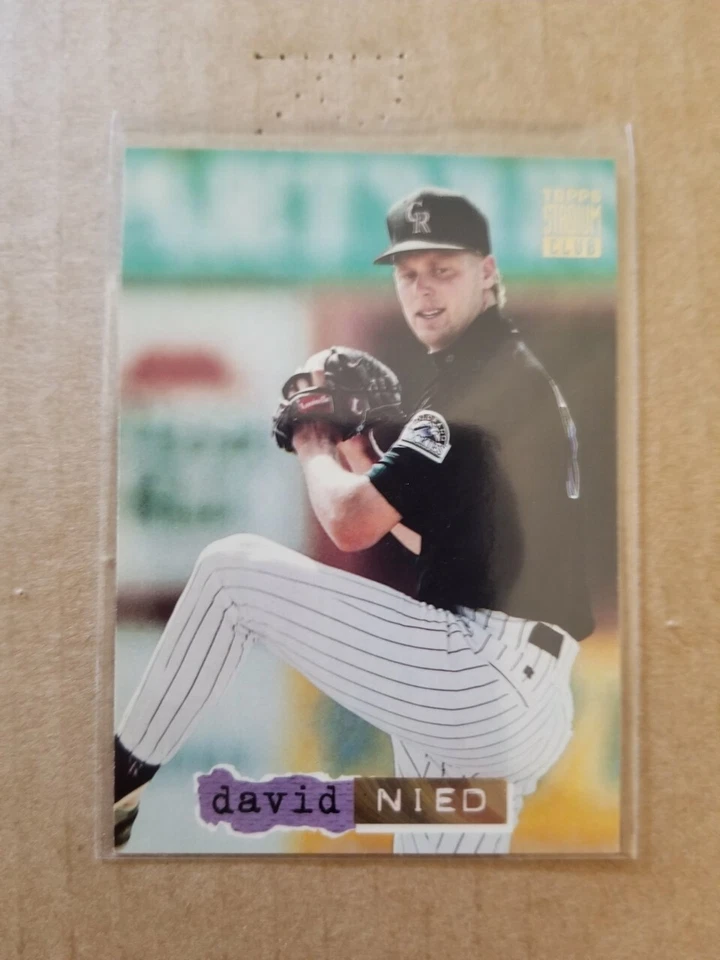 TOPPS
STADIUM
CLUB
CR
david NIED